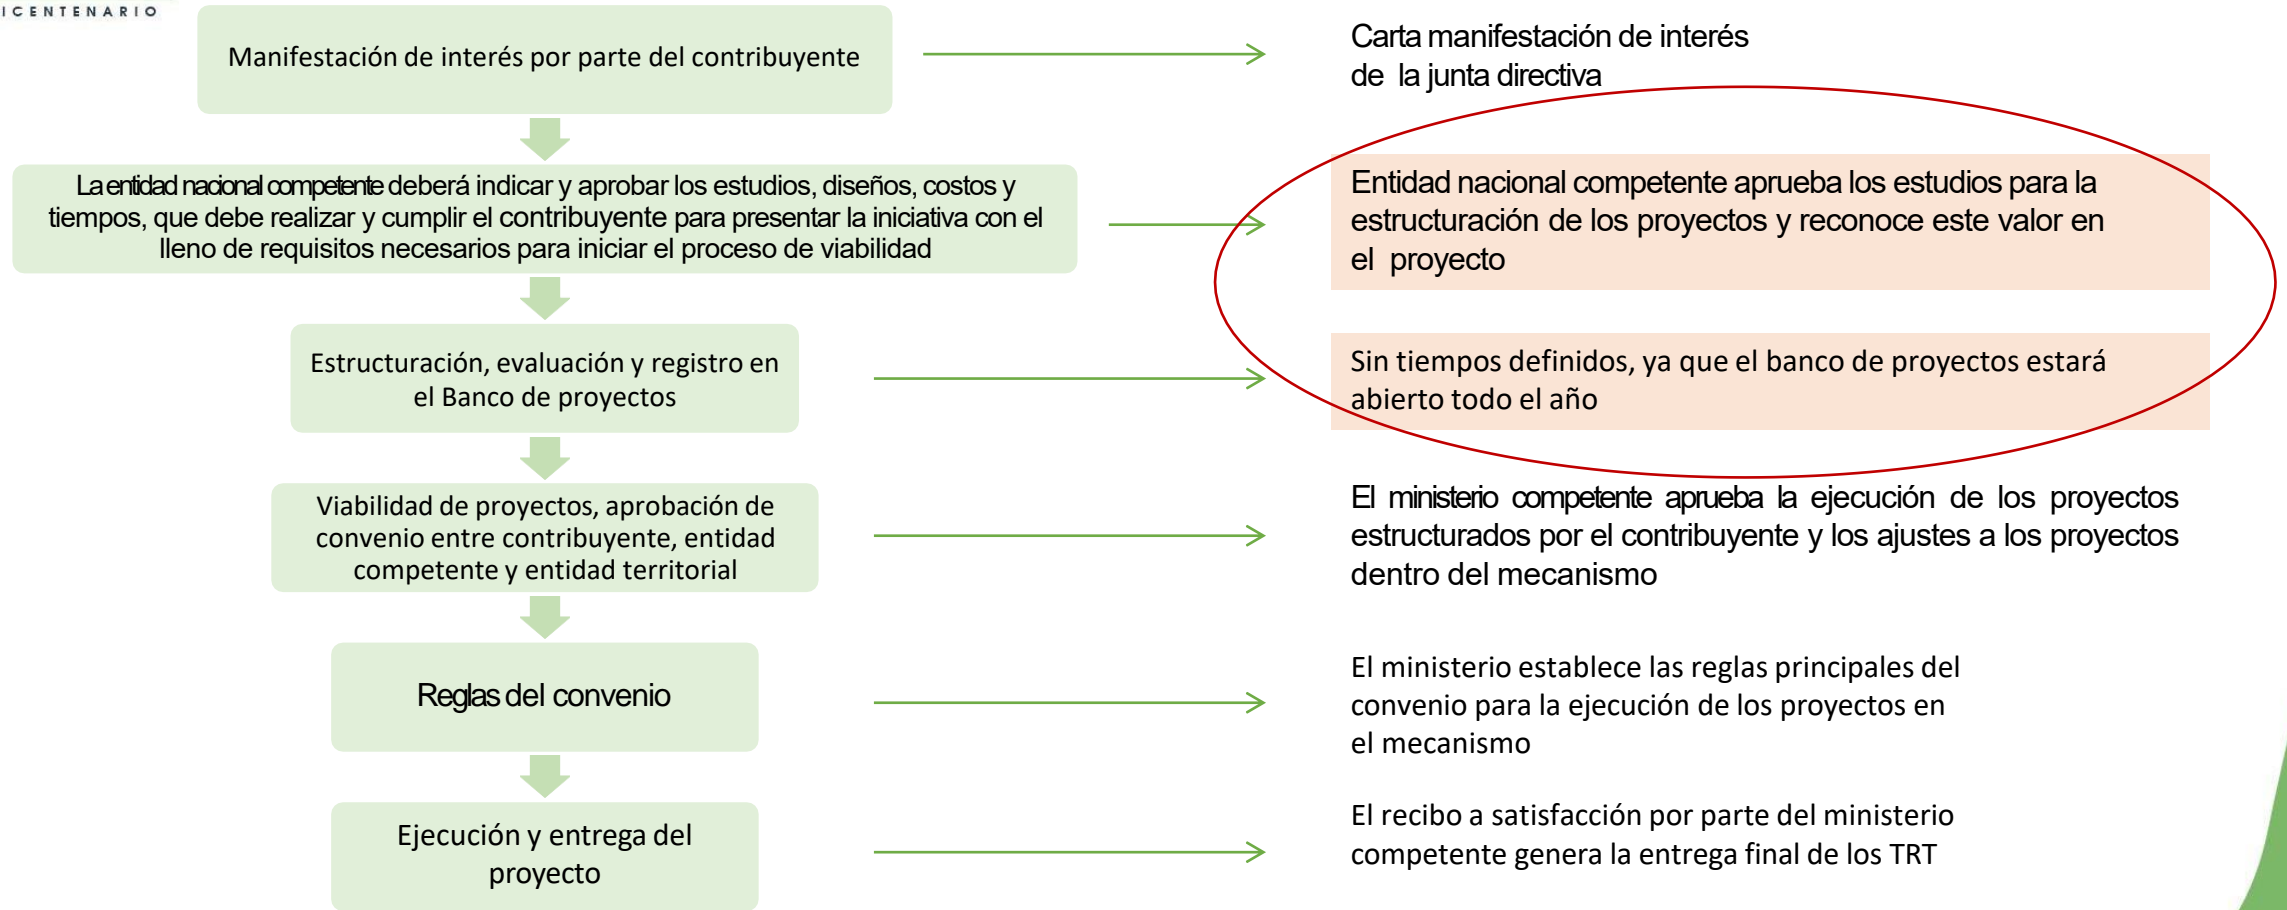 ICENTENARIO
Manifestación de interés por parte del contribuyente
Carta manifestación de interés
de la junta directiva
La entidad nacional competente deberá indicar y aprobar los estudios, diseños, costos y
tiempos, que debe realizar y cumplir el contribuyente para presentar la iniciativa con el
lleno de requisitos necesarios para iniciar el proceso de viabilidad
Entidad nacional competente aprueba los estudios para la
estructuración de los proyectos y reconoce este valor en
el proyecto
Estructuración, evaluación y registro en
el Banco de proyectos
Sin tiempos definidos, ya que el banco de proyectos estará
abierto todo el año
Viabilidad de proyectos, aprobación de
convenio entre contribuyente, entidad
competente y entidad territorial
El ministerio competente aprueba la ejecución de los proyectos
estructurados por el contribuyente y los ajustes a los proyectos
dentro del mecanismo
Reglas del convenio
El ministerio establece las reglas principales del
convenio para la ejecución de los proyectos en
el mecanismo
Ejecución y entrega del
proyecto
El recibo a satisfacción por parte del ministerio
competente genera la entrega final de los TRT